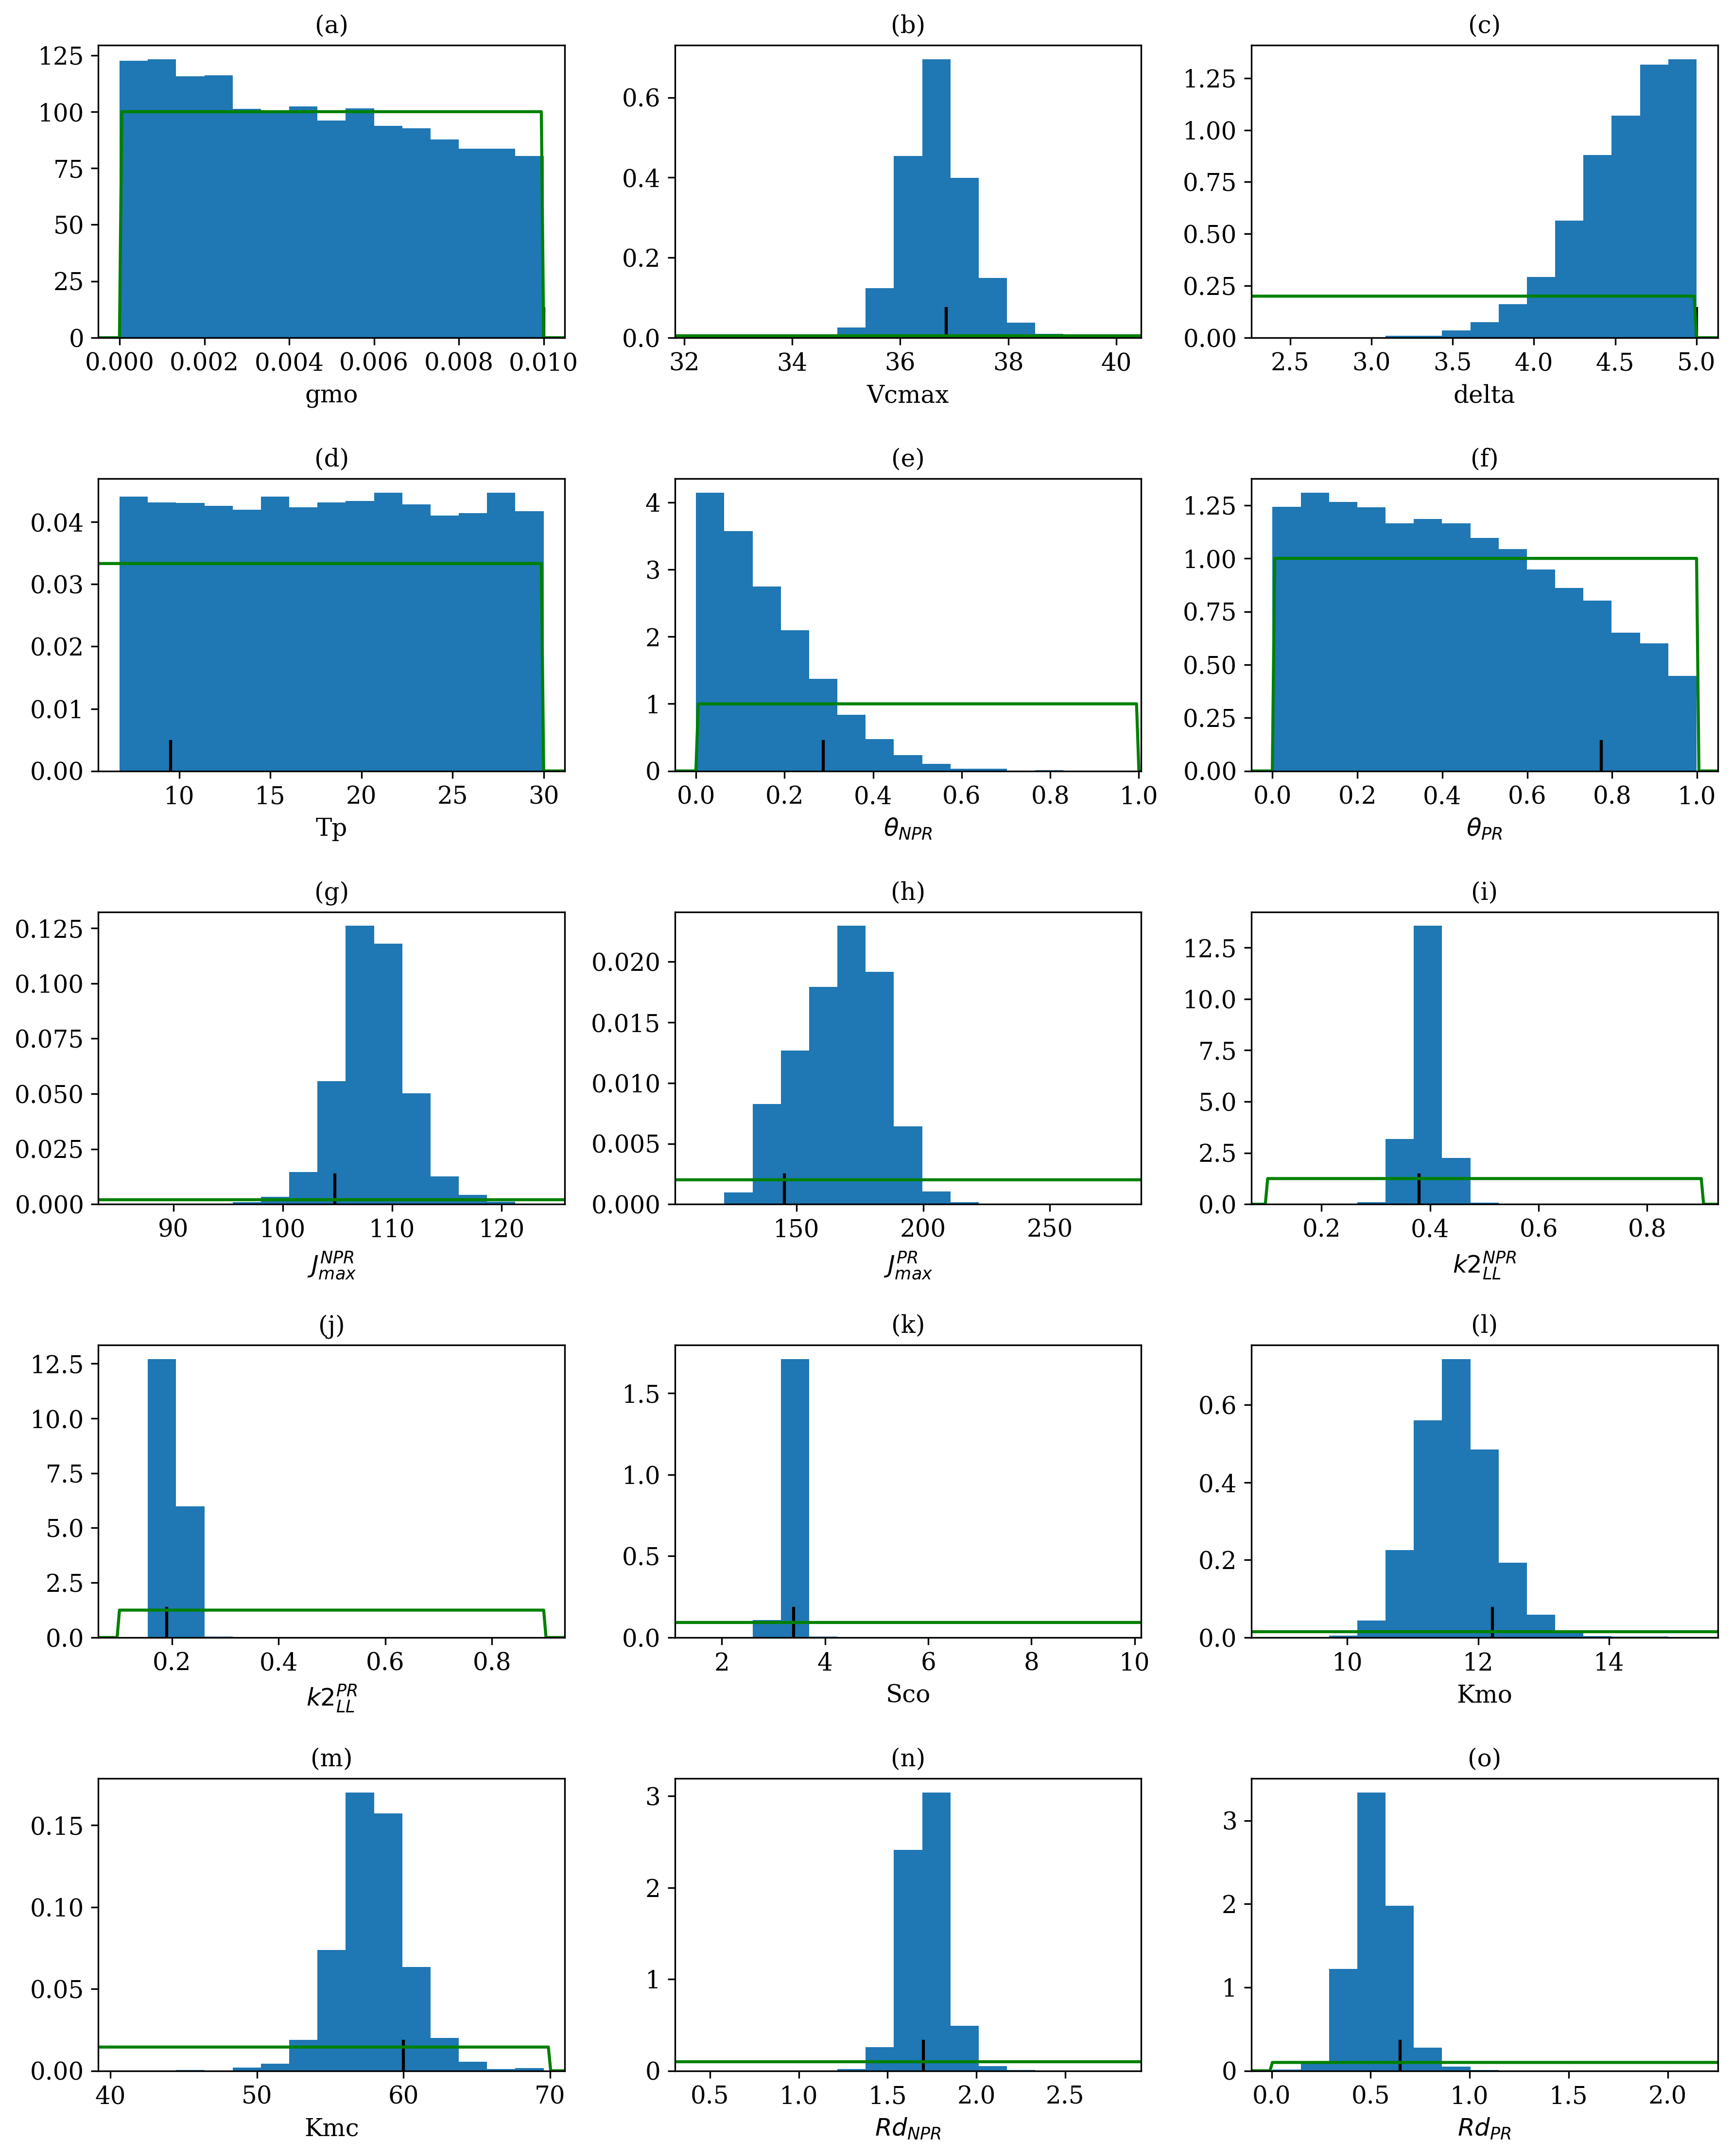 (a) (b) (c)
125 100 75 50 25 0
0.000 0.002 0.004 0.006 0.008 0.010
gmo
0.6 0.4 0.2 0.0
32 34 36 38 40
Vcmax
1.25 1.00 0.75 0.50 0.25 0.00
2.5 3.0 3.5 4.0 4.5 5.0
delta
(d) (e) (f)
0.04 0.03 0.02 0.01 0.00
10 15 20 25 30
Tp
4 3 2 1 0
0.0 0.2 0.4 0.6 0.8 1.0
θ_NPR
1.25 1.00 0.75 0.50 0.25 0.00
0.0 0.2 0.4 0.6 0.8 1.0
θ_PR
(g) (h) (i)
0.125 0.100 0.075 0.050 0.025 0.000
90 100 110 120
J_max^NPR
0.020 0.015 0.010 0.005 0.000
150 200 250
J_max^PR
12.5 10.0 7.5 5.0 2.5 0.0
0.2 0.4 0.6 0.8
k2_LL^NPR
(j) (k) (l)
12.5 10.0 7.5 5.0 2.5 0.0
0.2 0.4 0.6 0.8
k2_LL^PR
1.5 1.0 0.5 0.0
2 4 6 8 10
Sco
0.6 0.4 0.2 0.0
10 12 14
Kmo
(m) (n) (o)
0.15 0.10 0.05 0.00
40 50 60 70
Kmc
3 2 1 0
0.5 1.0 1.5 2.0 2.5
Rd_NPR
3 2 1 0
0.0 0.5 1.0 1.5 2.0
Rd_PR